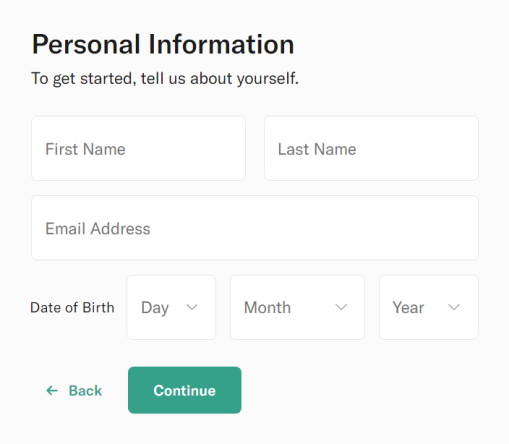 Personal Information
To get started, tell us about yourself.
First Name Last Name
Email Address
Date of Birth Day Month Year
Back Continue